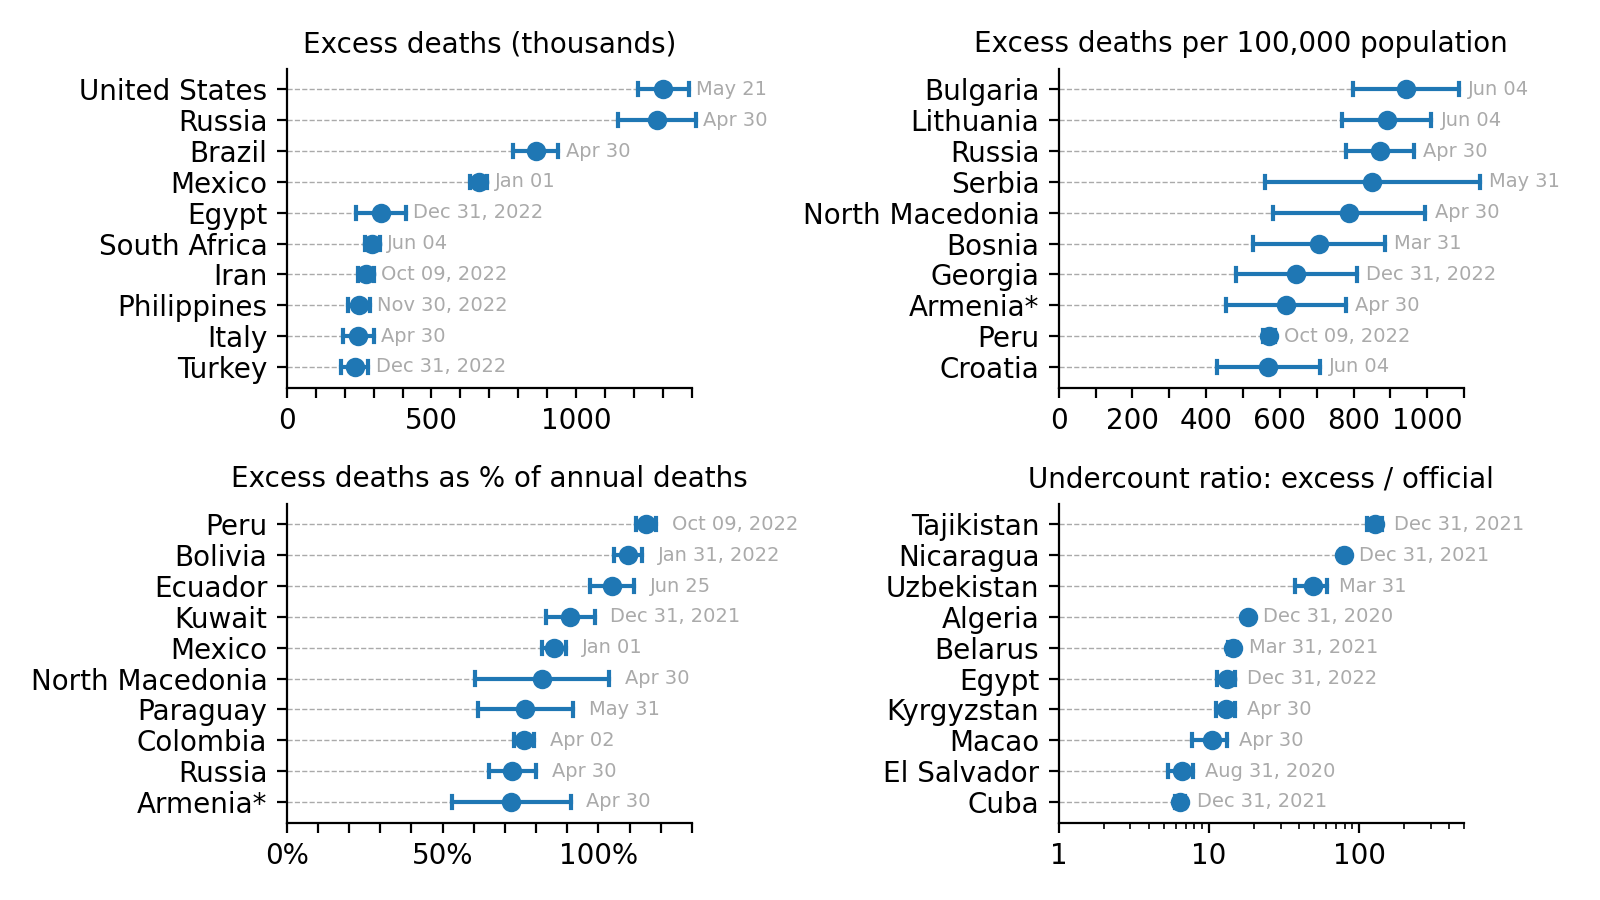 Excess deaths (thousands)
United States May 21
Russia Apr 30
Brazil Apr 30
Mexico Jan 01
Egypt Dec 31, 2022
South Africa Jun 04
Iran Oct 09, 2022
Philippines Nov 30, 2022
Italy Apr 30
Turkey Dec 31, 2022
0 500 1000
Excess deaths per 100,000 population
Bulgaria Jun 04
Lithuania Jun 04
Russia Apr 30
Serbia May 31
North Macedonia Apr 30
Bosnia Mar 31
Georgia Dec 31, 2022
Armenia* Apr 30
Peru Oct 09, 2022
Croatia Jun 04
0 200 400 600 800 1000
Excess deaths as % of annual deaths
Peru Oct 09, 2022
Bolivia Jan 31, 2022
Ecuador Jun 25
Kuwait Dec 31, 2021
Mexico Jan 01
North Macedonia Apr 30
Paraguay May 31
Colombia Apr 02
Russia Apr 30
Armenia* Apr 30
0% 50% 100%
Undercount ratio: excess / official
Tajikistan Dec 31, 2021
Nicaragua Dec 31, 2021
Uzbekistan Mar 31
Algeria Dec 31, 2020
Belarus Mar 31, 2021
Egypt Dec 31, 2022
Kyrgyzstan Apr 30
Macao Apr 30
El Salvador Aug 31, 2020
Cuba Dec 31, 2021
1 10 100